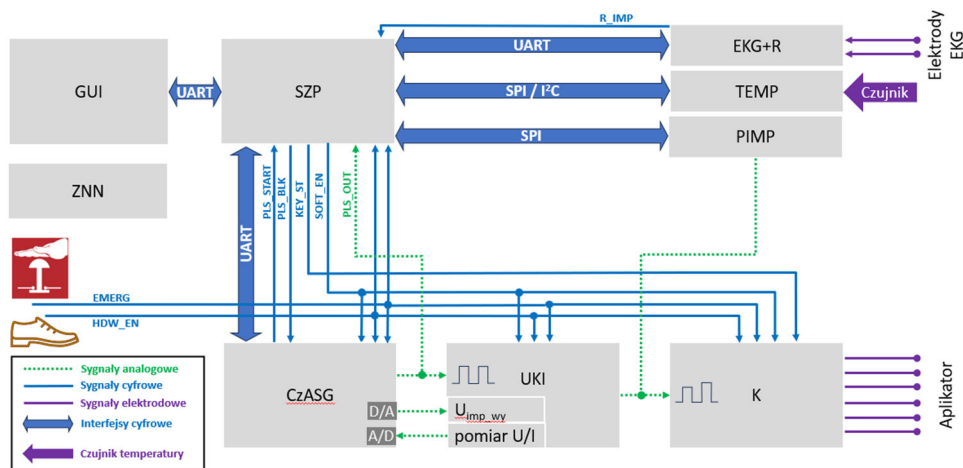 R_IMP
GUI
UART
SZP
UART
EKG+R
Elektrody
EKG
SPI / I²C
TEMP
Czujnik
SPI
PIMP
ZNN
UART
PLS_START
PLS_BLK
KEY_ST
SOFT_EN
PLS_OUT
EMERG
HDW_EN
Sygnały analogowe
Sygnały cyfrowe
Sygnały elektrodowe
Interfejsy cyfrowe
Czujnik temperatury
CzASG
D/A
A/D
UKI
U_imp_wy
pomiar U/I
K
Aplikator